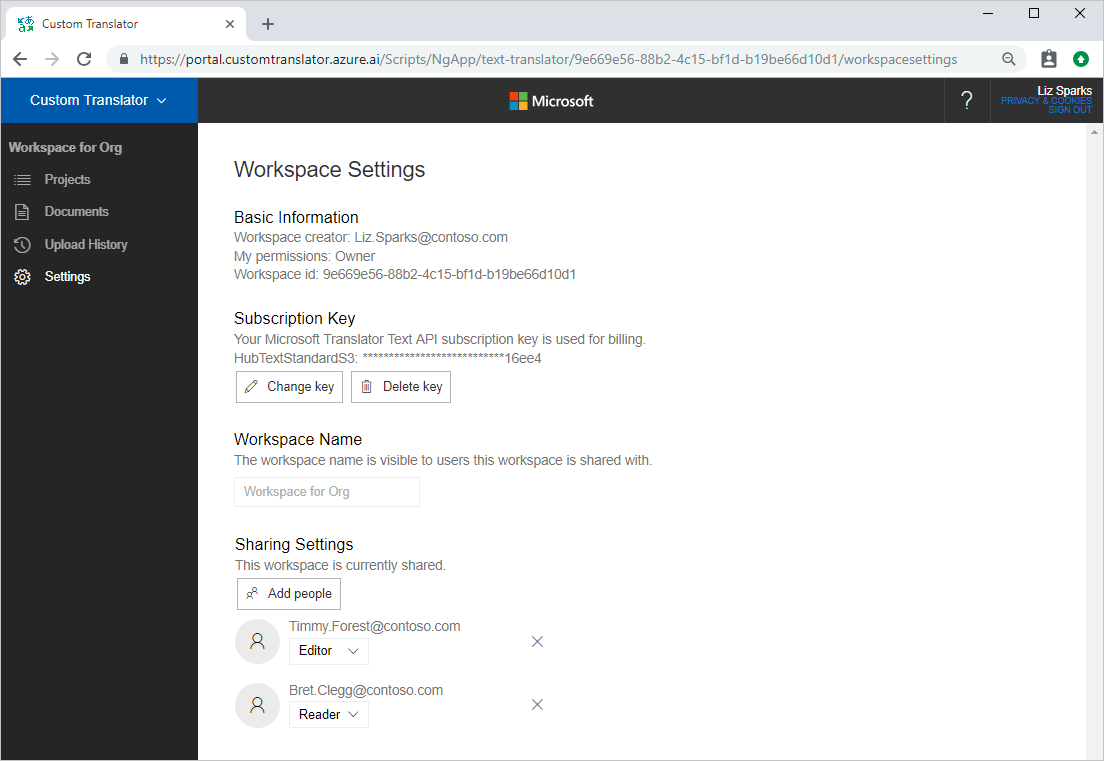 Custom Translator
https://portal.customtranslator.azure.ai/Scripts/NgApp/text-translator/9e669e56-88b2-4c15-bf1d-b19be66d10d1/workspacesettings
Custom Translator
Microsoft
?
Liz Sparks
PRIVACY & COOKIES
SIGN OUT
Workspace for Org
Projects
Documents
Upload History
Settings
Workspace Settings
Basic Information
Workspace creator: Liz.Sparks@contoso.com
My permissions: Owner
Workspace id: 9e669e56-88b2-4c15-bf1d-b19be66d10d1
Subscription Key
Your Microsoft Translator Text API subscription key is used for billing.
HubTextStandardS3: ***************************16ee4
Change key
Delete key
Workspace Name
The workspace name is visible to users this workspace is shared with.
Workspace for Org
Sharing Settings
This workspace is currently shared.
Add people
Timmy.Forest@contoso.com
Editor
Bret.Clegg@contoso.com
Reader